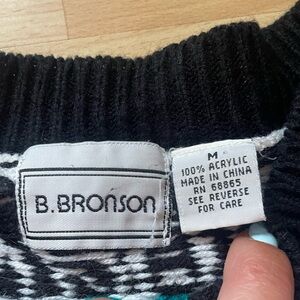 B.BRONSON
M
100% ACRYLIC
MADE IN CHINA
RN 68865
SEE REVERSE
FOR CARE